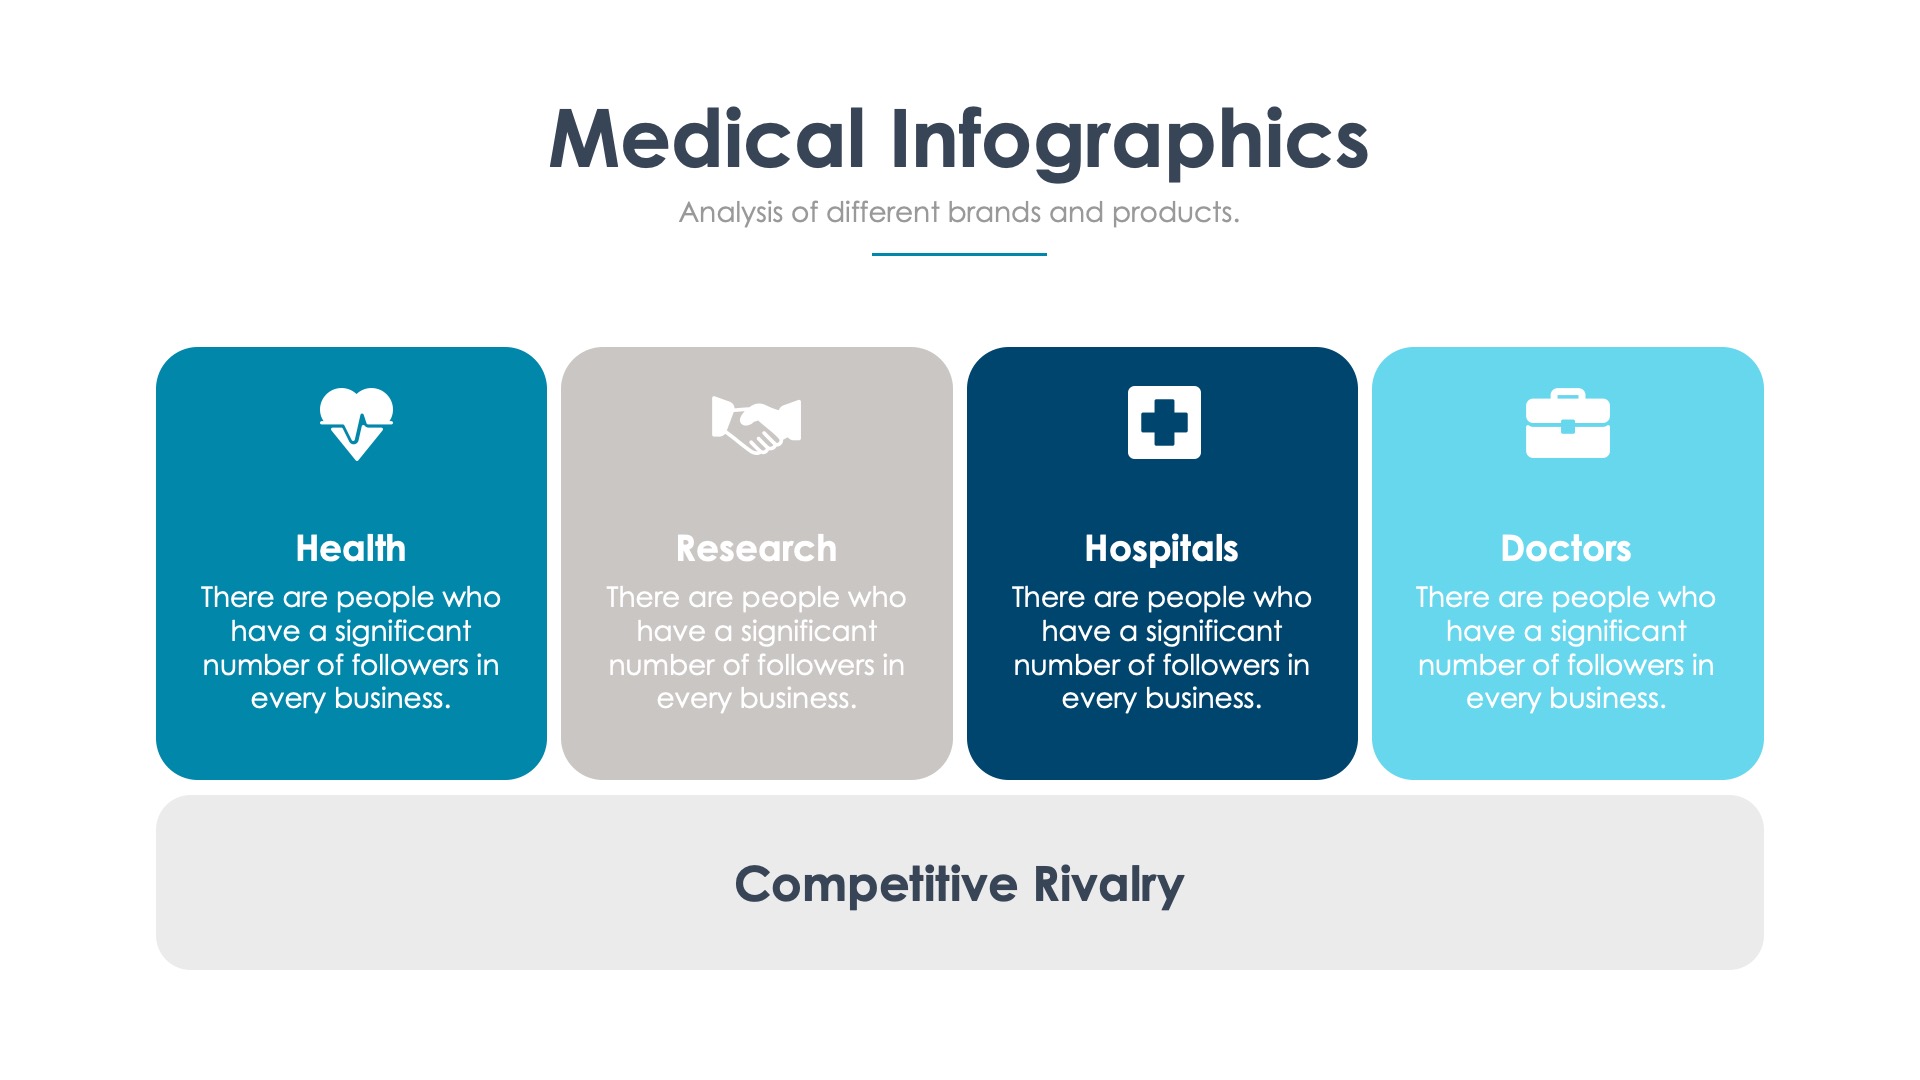 Medical Infographics
Analysis of different brands and products.
Health
There are people who
have a significant
number of followers in
every business.
Research
There are people who
have a significant
number of followers in
every business.
Hospitals
There are people who
have a significant
number of followers in
every business.
Doctors
There are people who
have a significant
number of followers in
every business.
Competitive Rivalry